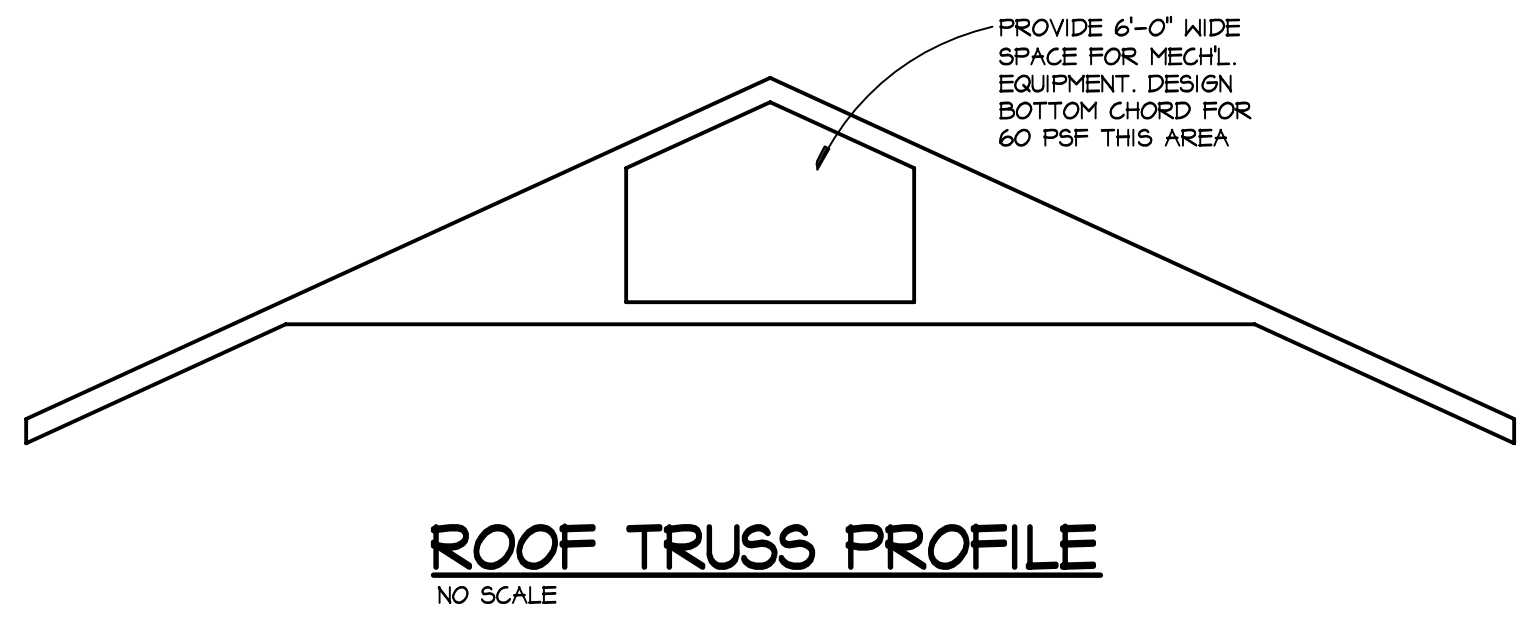 PROVIDE 6'-0" WIDE
SPACE FOR MECH'L.
EQUIPMENT. DESIGN
BOTTOM CHORD FOR
60 PSF THIS AREA
ROOF TRUSS PROFILE
NO SCALE